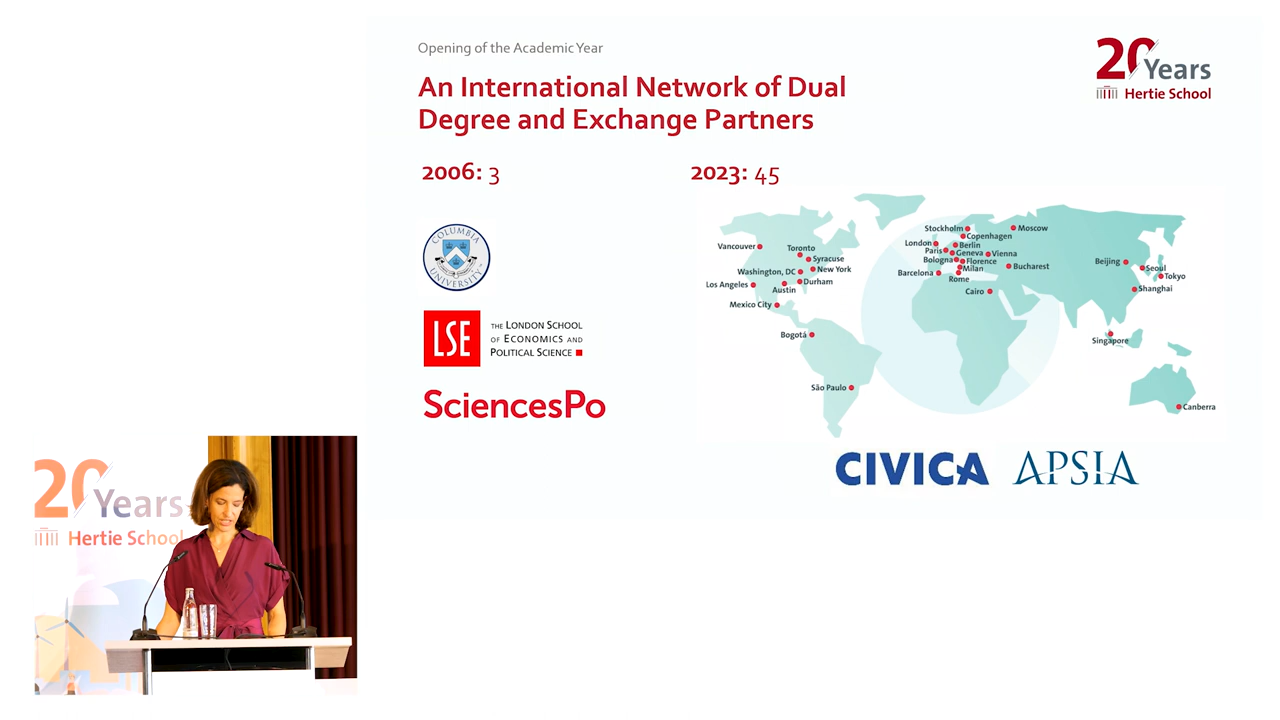 Opening of the Academic Year
An International Network of Dual
Degree and Exchange Partners
20 Years
Hertie School
2006: 3
2023: 45
COLUMBIA
UNIVERSITY
LSE
THE LONDON SCHOOL
OF ECONOMICS AND
POLITICAL SCIENCE
SciencesPo
Vancouver
Toronto
Syracuse
New York
Washington, DC
Durham
Los Angeles
Austin
Mexico City
Bogotá
São Paulo
Stockholm
Moscow
Copenhagen
London
Berlin
Paris
Geneva
Vienna
Bologna
Florence
Milan
Barcelona
Rome
Bucharest
Cairo
Beijing
Seoul
Tokyo
Shanghai
Singapore
Canberra
CIVICA
APSIA
20 Years
Hertie School